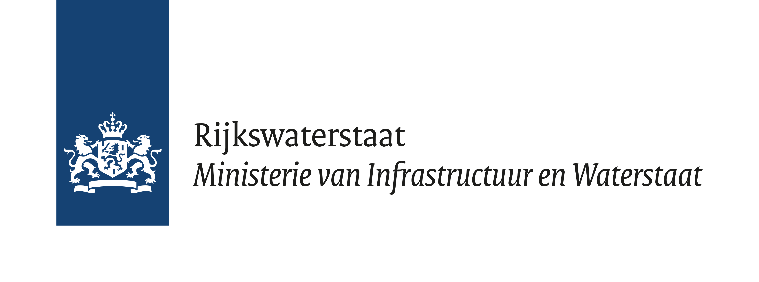 Rijkswaterstaat
Ministerie van Infrastructuur en Waterstaat